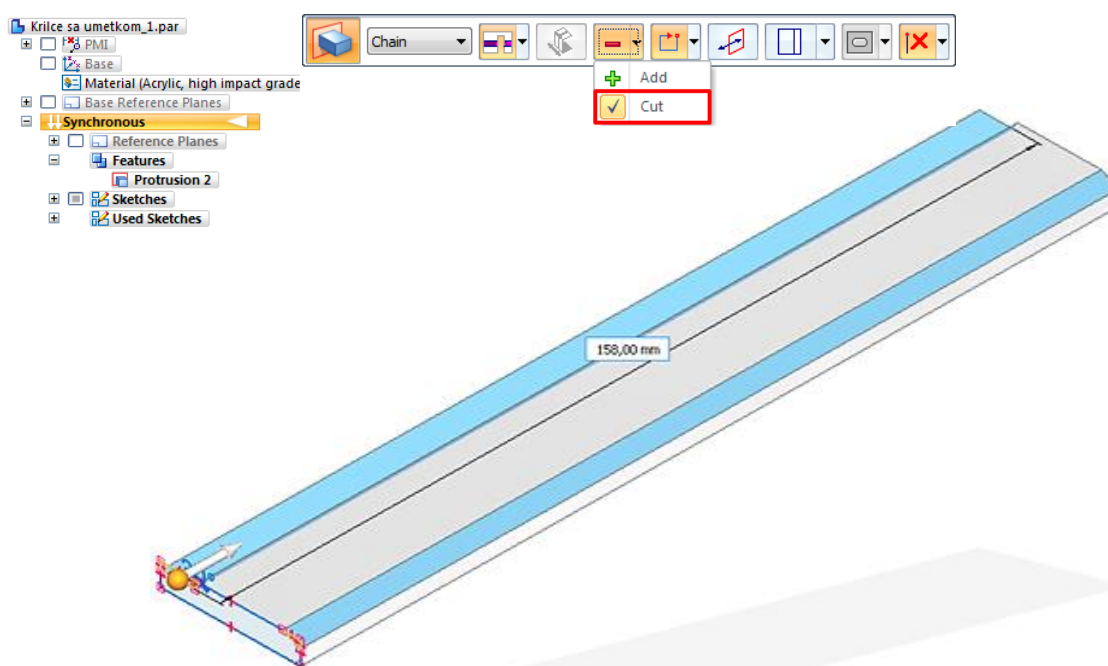 Krilce sa umetkom_1.par
PMI
Base
Material (Acrylic, high impact grade
Base Reference Planes
Synchronous
Reference Planes
Features
Protrusion 2
Sketches
Used Sketches
Chain
Add
Cut
158,00 mm